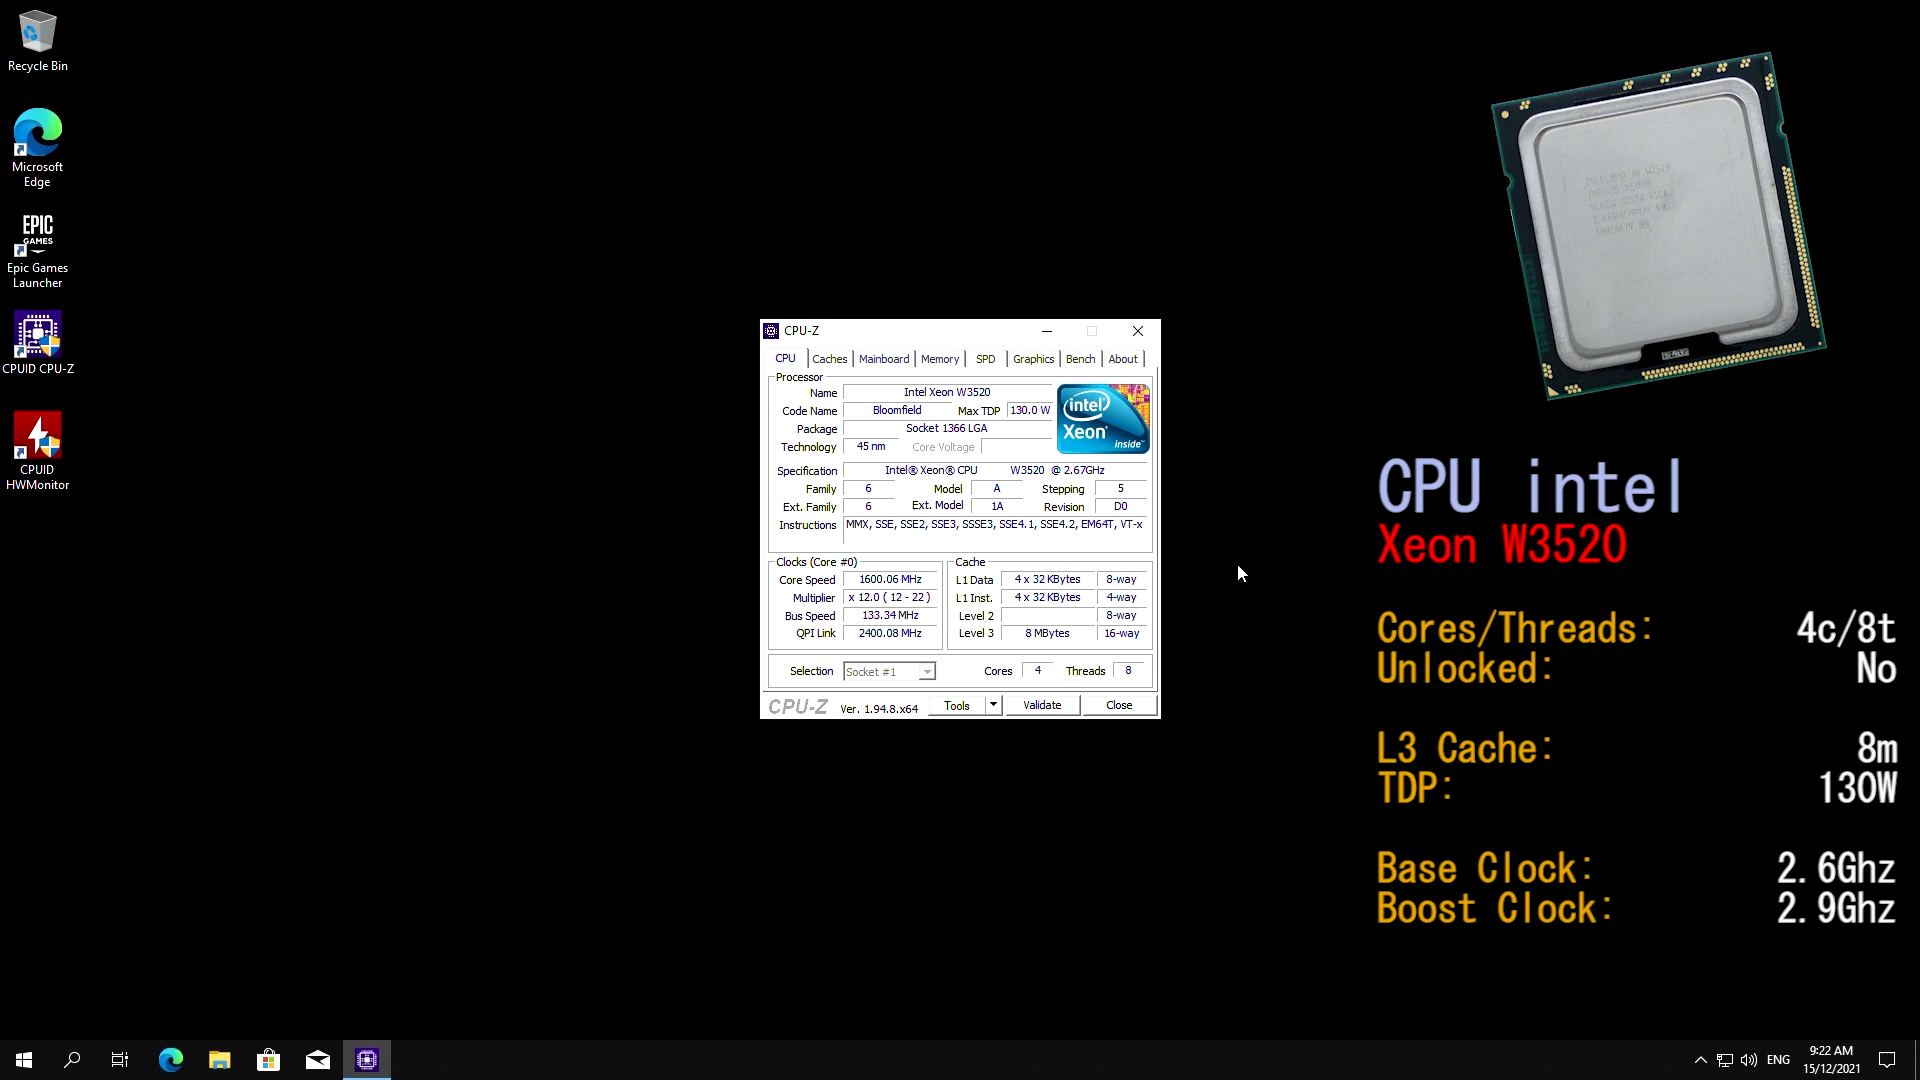 Recycle Bin
Microsoft
Edge
EPIC
GAMES
Epic Games
Launcher
CPUID CPU-Z
CPUID
HWMonitor
CPU-Z
CPU Caches Mainboard Memory SPD Graphics Bench About
Processor
Name Intel Xeon W3520
Code Name Bloomfield Max TDP 130.0 W
Package Socket 1366 LGA
Technology 45 nm Core Voltage
intel
Xeon
inside™
Specification Intel® Xeon® CPU W3520 @ 2.67GHz
Family 6 Model A Stepping 5
Ext. Family 6 Ext. Model 1A Revision D0
Instructions MMX, SSE, SSE2, SSE3, SSSE3, SSE4.1, SSE4.2, EM64T, VT-x
Clocks (Core #0)
Core Speed 1600.06 MHz
Multiplier x 12.0 ( 12 - 22 )
Bus Speed 133.34 MHz
QPI Link 2400.08 MHz
Cache
L1 Data 4 x 32 KBytes 8-way
L1 Inst. 4 x 32 KBytes 4-way
Level 2 8-way
Level 3 8 MBytes 16-way
Selection Socket #1 Cores 4 Threads 8
CPU-Z Ver. 1.94.8.x64 Tools Validate Close
CPU intel
Xeon W3520
Cores/Threads: 4c/8t
Unlocked: No
L3 Cache: 8m
TDP: 130W
Base Clock: 2.6Ghz
Boost Clock: 2.9Ghz
ENG
9:22 AM
15/12/2021